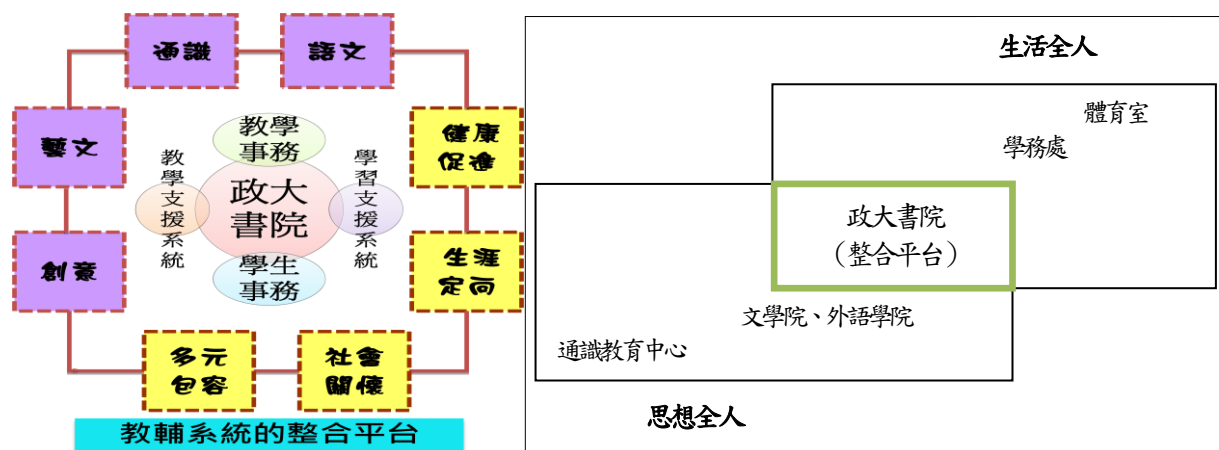 通識
語文
藝文
健康
促進
教學
事務
教學支援系統
政大
書院
學習支援系統
創意
學生
事務
生涯
定向
多元
包容
社會
關懷
教輔系統的整合平台
生活全人
體育室
學務處
政大書院
（整合平台）
文學院、外語學院
通識教育中心
思想全人